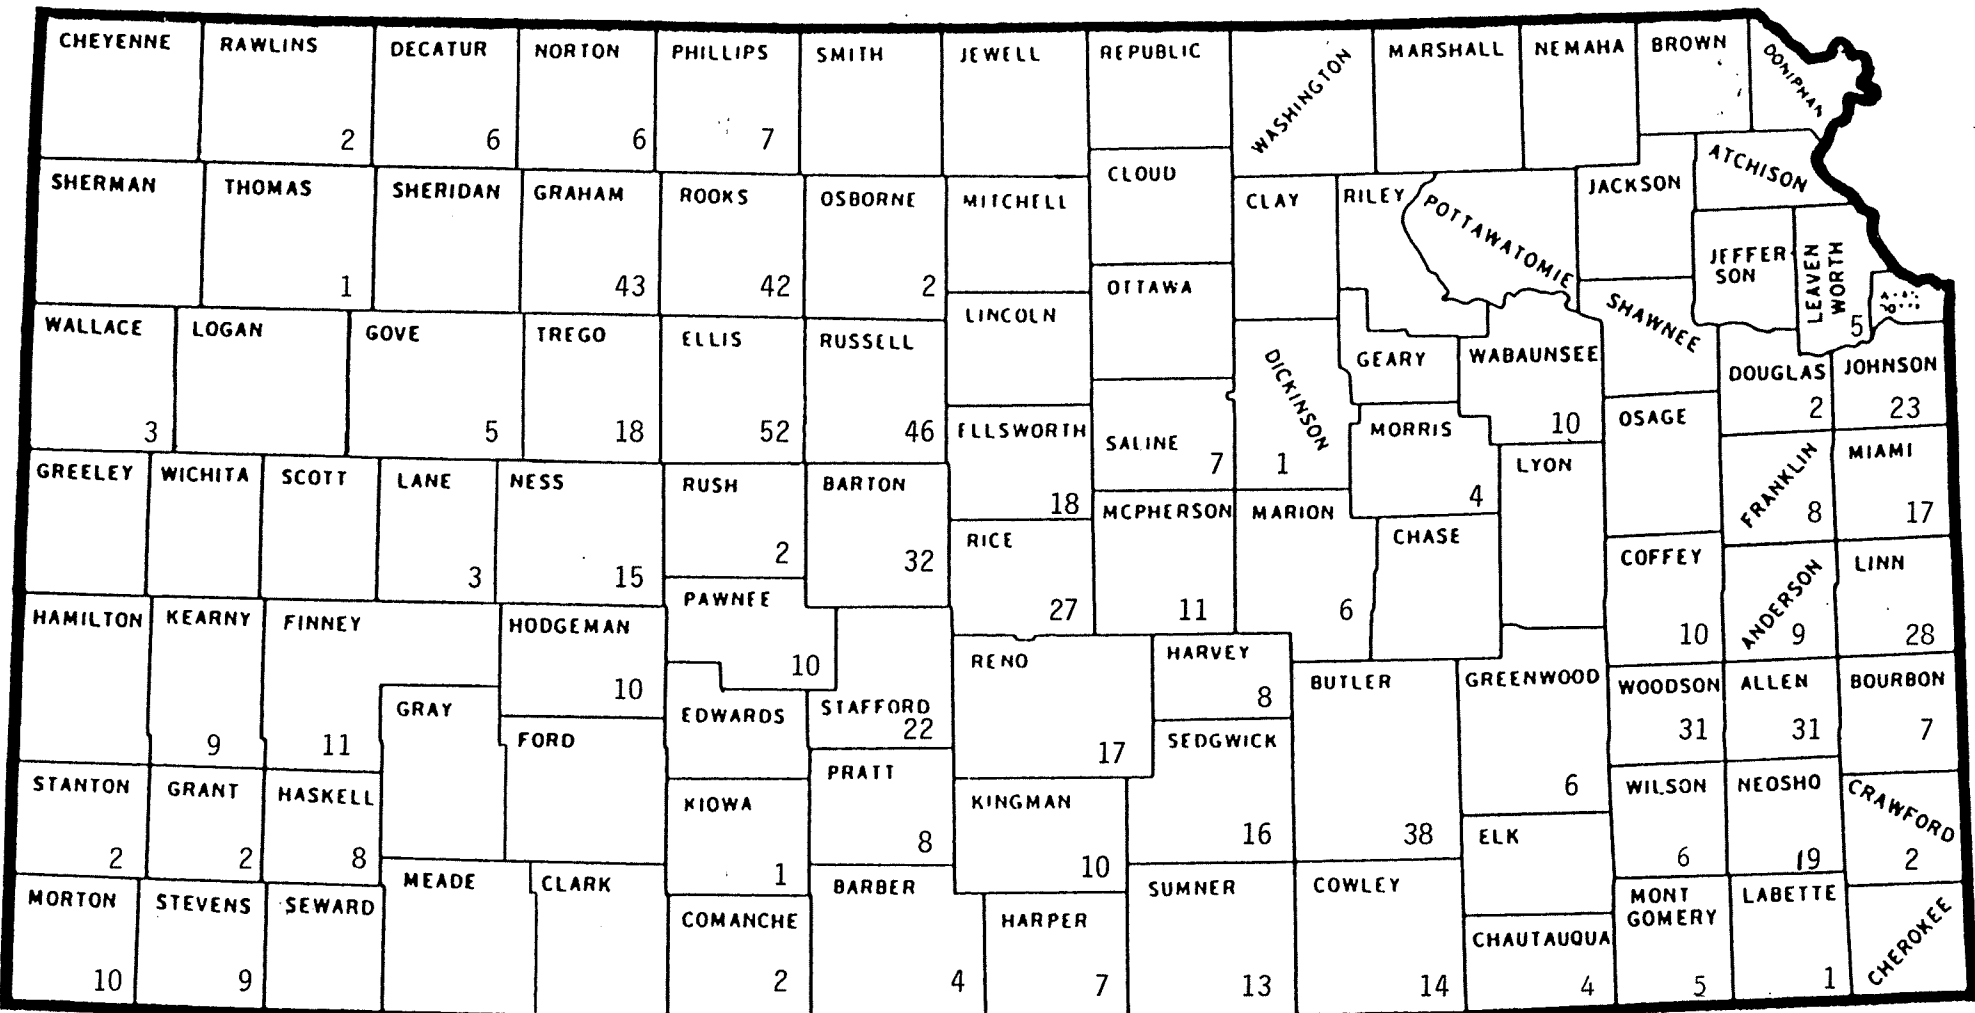 CHEYENNE
RAWLINS
2
DECATUR
6
NORTON
6
PHILLIPS
7
SMITH
JEWELL
REPUBLIC
WASHINGTON
MARSHALL
NEMAHA
BROWN
DONIPHAN
SHERMAN
THOMAS
1
SHERIDAN
GRAHAM
43
ROOKS
42
OSBORNE
2
MITCHELL
CLOUD
CLAY
RILEY
POTTAWATOMIE
JACKSON
ATCHISON
JEFFER-
SON
LEAVEN
WORTH
5
WALLACE
3
LOGAN
GOVE
5
TREGO
18
ELLIS
52
RUSSELL
46
LINCOLN
OTTAWA
DICKINSON
1
GEARY
WABAUNSEE
10
SHAWNEE
DOUGLAS
2
JOHNSON
23
ELLSWORTH
18
SALINE
7
MORRIS
4
OSAGE
FRANKLIN
8
MIAMI
17
GREELEY
WICHITA
SCOTT
LANE
3
NESS
15
RUSH
2
BARTON
32
RICE
27
MCPHERSON
11
MARION
6
CHASE
LYON
COFFEY
10
ANDERSON
9
LINN
28
HAMILTON
KEARNY
9
FINNEY
11
HODGEMAN
10
PAWNEE
10
STAFFORD
22
EDWARDS
RENO
17
HARVEY
8
BUTLER
38
GREENWOOD
6
WOODSON
31
ALLEN
31
BOURBON
7
GRAY
FORD
SEDGWICK
16
STANTON
2
GRANT
2
HASKELL
8
KIOWA
1
PRATT
8
KINGMAN
10
ELK
WILSON
6
NEOSHO
19
CRAWFORD
2
MORTON
10
STEVENS
9
SEWARD
MEADE
CLARK
COMANCHE
2
BARBER
4
HARPER
7
SUMNER
13
COWLEY
14
CHAUTAUQUA
4
MONT
GOMERY
5
LABETTE
1
CHEROKEE